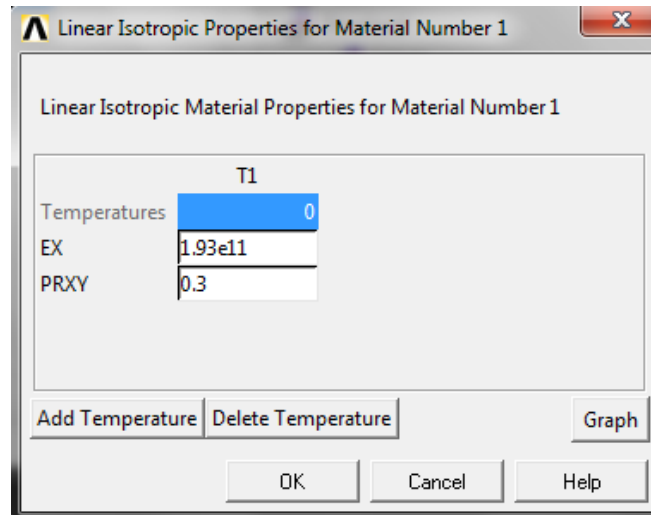 Linear Isotropic Properties for Material Number 1
Linear Isotropic Material Properties for Material Number 1
T1
Temperatures 0
EX 1.93e11
PRXY 0.3
Add Temperature Delete Temperature Graph
OK Cancel Help